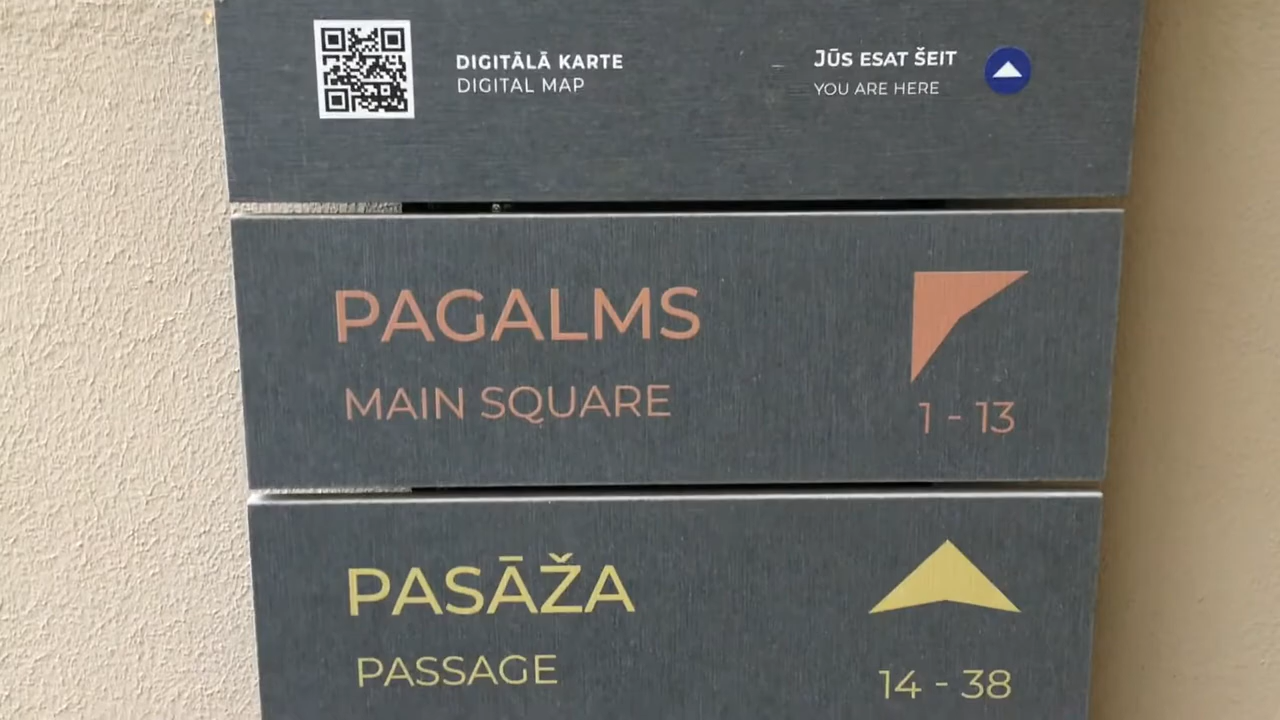 DIGITĀLĀ KARTE
DIGITAL MAP
JŪS ESAT ŠEIT
YOU ARE HERE
PAGALMS
MAIN SQUARE
1 - 13
PASĀŽA
PASSAGE
14 - 38